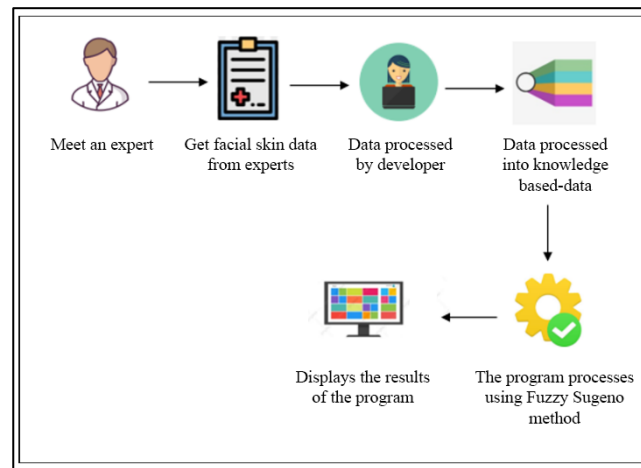 Meet an expert
Get facial skin data
from experts
Data processed
by developer
Data processed
into knowledge
based-data
Displays the results
of the program
The program processes
using Fuzzy Sugeno
method